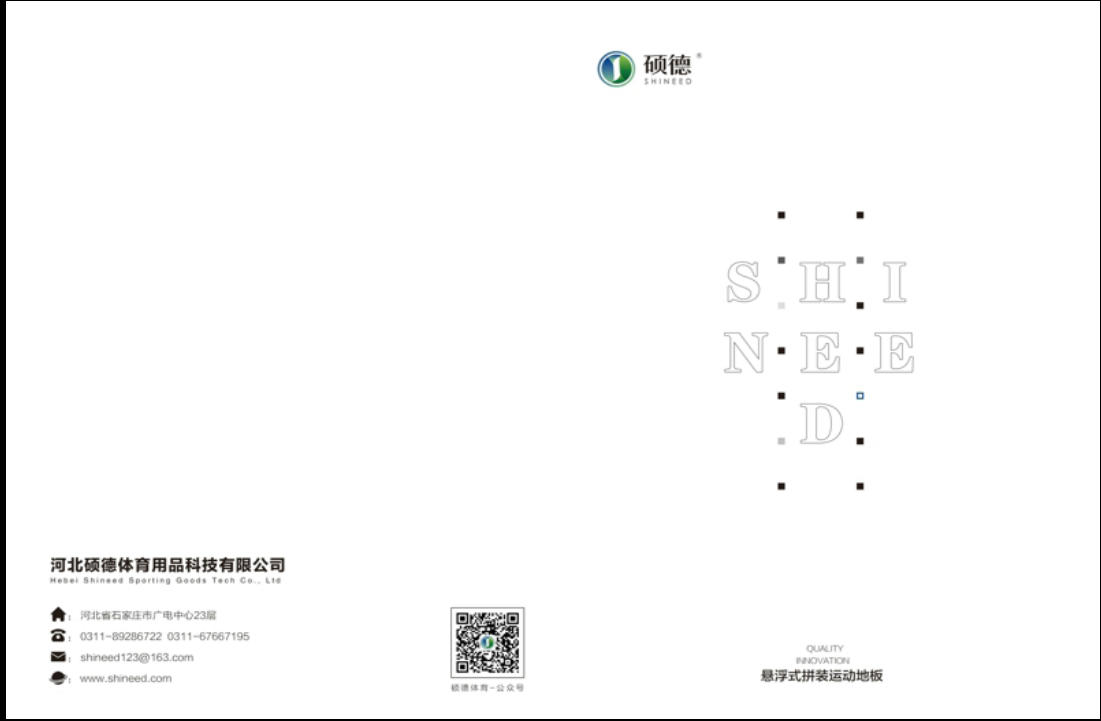 硕德®
SHINEED
S H I
N E E
D
河北硕德体育用品科技有限公司
Hebei Shineed Sporting Goods Tech Co., Ltd
: 河北省石家庄市广电中心23层
: 0311-89286722 0311-67667195
: shineed123@163.com
: www.shineed.com
硕德体育-公众号
QUALITY
INNOVATION
悬浮式拼装运动地板